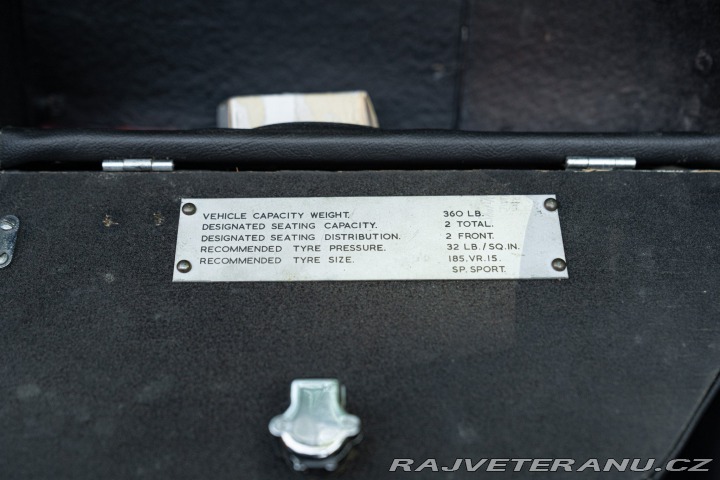 VEHICLE CAPACITY WEIGHT. 360 LB.
DESIGNATED SEATING CAPACITY. 2 TOTAL.
DESIGNATED SEATING DISTRIBUTION. 2 FRONT.
RECOMMENDED TYRE PRESSURE. 32 LB./SQ.IN.
RECOMMENDED TYRE SIZE. 185.VR.15.
SP. SPORT.
RAJVETERANU.CZ